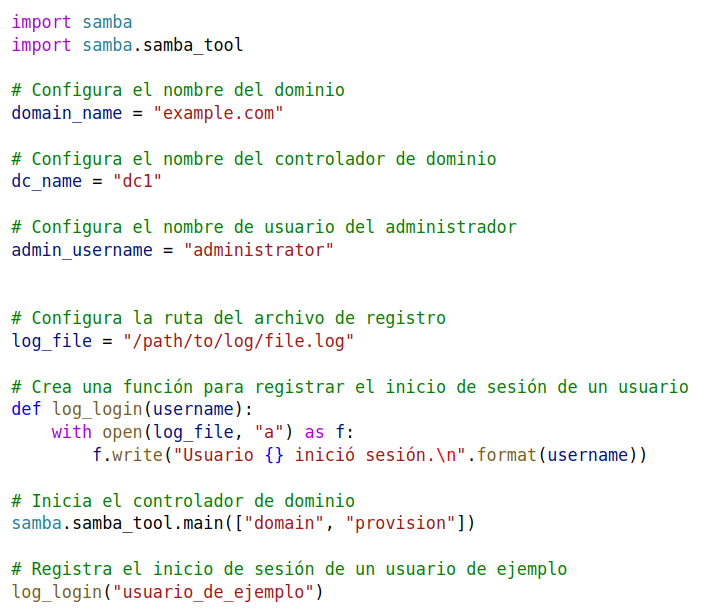 import samba
import samba.samba_tool

# Configura el nombre del dominio
domain_name = "example.com"

# Configura el nombre del controlador de dominio
dc_name = "dc1"

# Configura el nombre de usuario del administrador
admin_username = "administrator"


# Configura la ruta del archivo de registro
log_file = "/path/to/log/file.log"

# Crea una función para registrar el inicio de sesión de un usuario
def log_login(username):
    with open(log_file, "a") as f:
        f.write("Usuario {} inició sesión.\n".format(username))

# Inicia el controlador de dominio
samba.samba_tool.main(["domain", "provision"])

# Registra el inicio de sesión de un usuario de ejemplo
log_login("usuario_de_ejemplo")